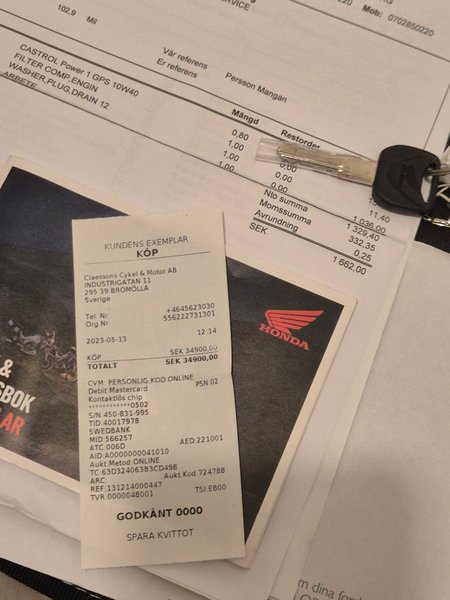 SERVICE
Mob: 0702850220
102,9 Mil
Vår referens
Er referens Persson Mangan
Mängd Restorder
CASTROL Power 1 GPS 10W40 0,80
FILTER COMP,ENGIN 1,00 0,00
WASHER,PLUG,DRAIN 12 1,00 0,00
ARBETE 1,00 0,00
11,40
1 036,00
Nto summa 1 329,40
Momssumma 332,35
Avrundning 0,25
SEK 1 662,00
KUNDENS EXEMPLAR
KÖP
Claessons Cykel & Motor AB
INDUSTRIGATAN 11
295 39 BROMÖLLA
Sverige
Tel. Nr +4645623030
Org Nr. 556222731301
2023-05-13 12:14
KÖP SEK 34900,00
TOTALT SEK 34900,00
CVM PERSONLIG KOD ONLINE
Debit Mastercard PSN 02
Kontaktlös chip
************0502
S/N 450-831-995
TID:40017978
SWEDBANK
MID 566257
ATC:006D AED 221001
AID:A0000000041010
Aukt.Metod ONLINE
TC 63D324063B3CD49B
ARC: Aukt.Kod 724788
REF:131214000447
TVR:0000048001 TSI E800
GODKÄNT 0000
SPARA KVITTOT
HONDA
&
SBOK
LAR
m dina ford